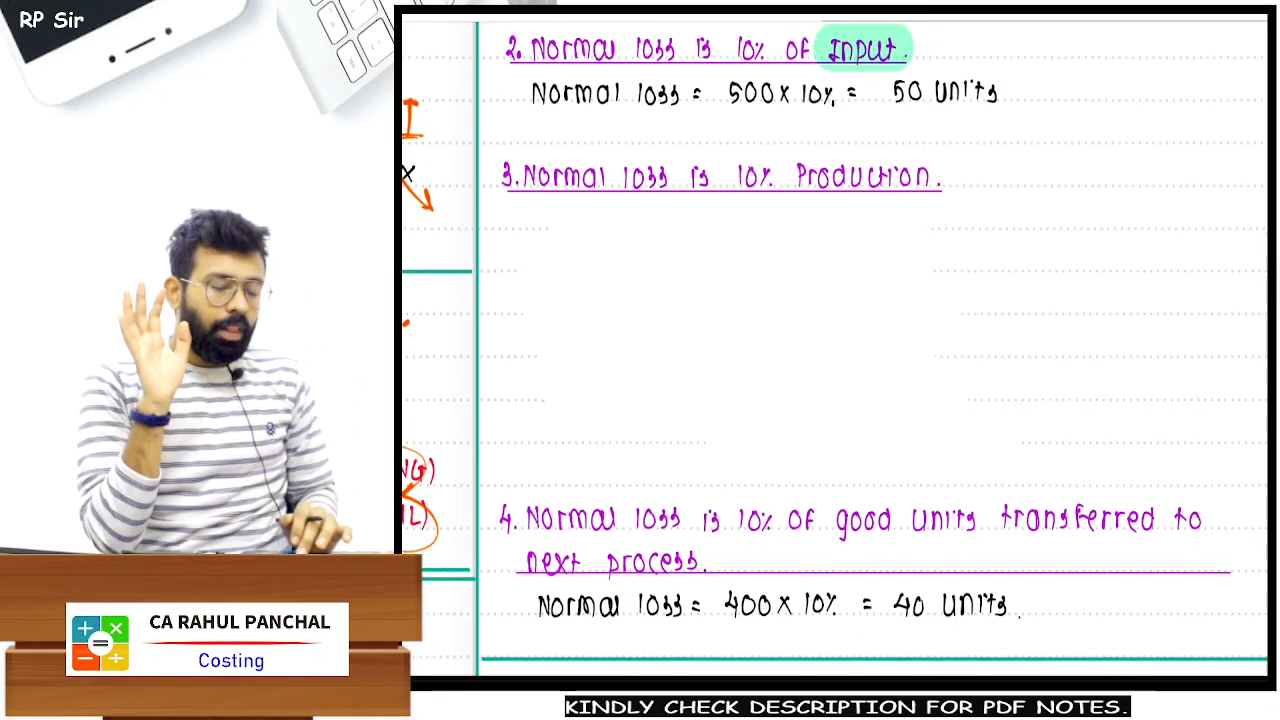 RP Sir
2. Normal loss is 10% of Input.
Normal loss = 500 x 10% = 50 Units
3. Normal loss is 10% Production.
4. Normal loss is 10% of good units transferred to
next process.
Normal loss = 400 x 10% = 40 Units.
I
x
NG)
IL)
CA RAHUL PANCHAL
Costing
KINDLY CHECK DESCRIPTION FOR PDF NOTES.